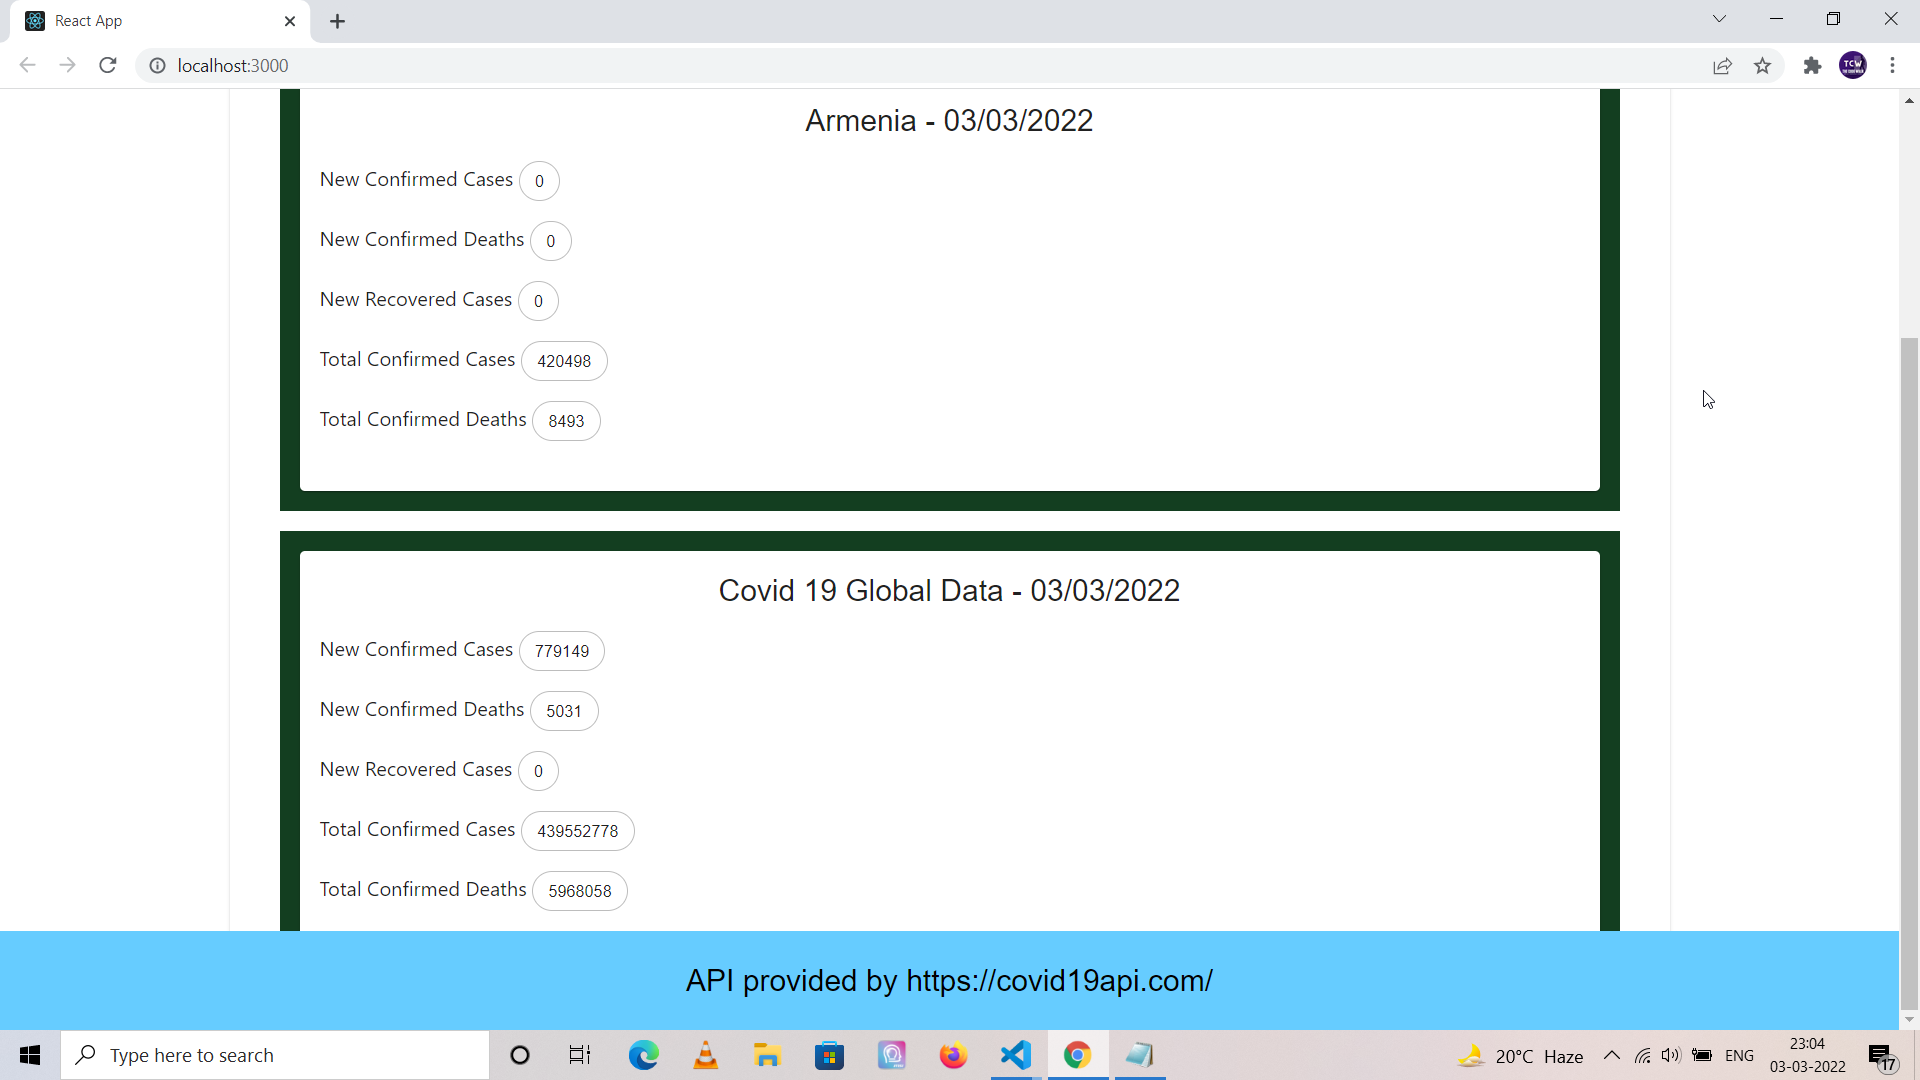 React App
localhost:3000
TCW
Armenia - 03/03/2022
New Confirmed Cases 0
New Confirmed Deaths 0
New Recovered Cases 0
Total Confirmed Cases 420498
Total Confirmed Deaths 8493
Covid 19 Global Data - 03/03/2022
New Confirmed Cases 779149
New Confirmed Deaths 5031
New Recovered Cases 0
Total Confirmed Cases 439552778
Total Confirmed Deaths 5968058
API provided by https://covid19api.com/
Type here to search
20°C Haze
ENG
23:04
03-03-2022
17